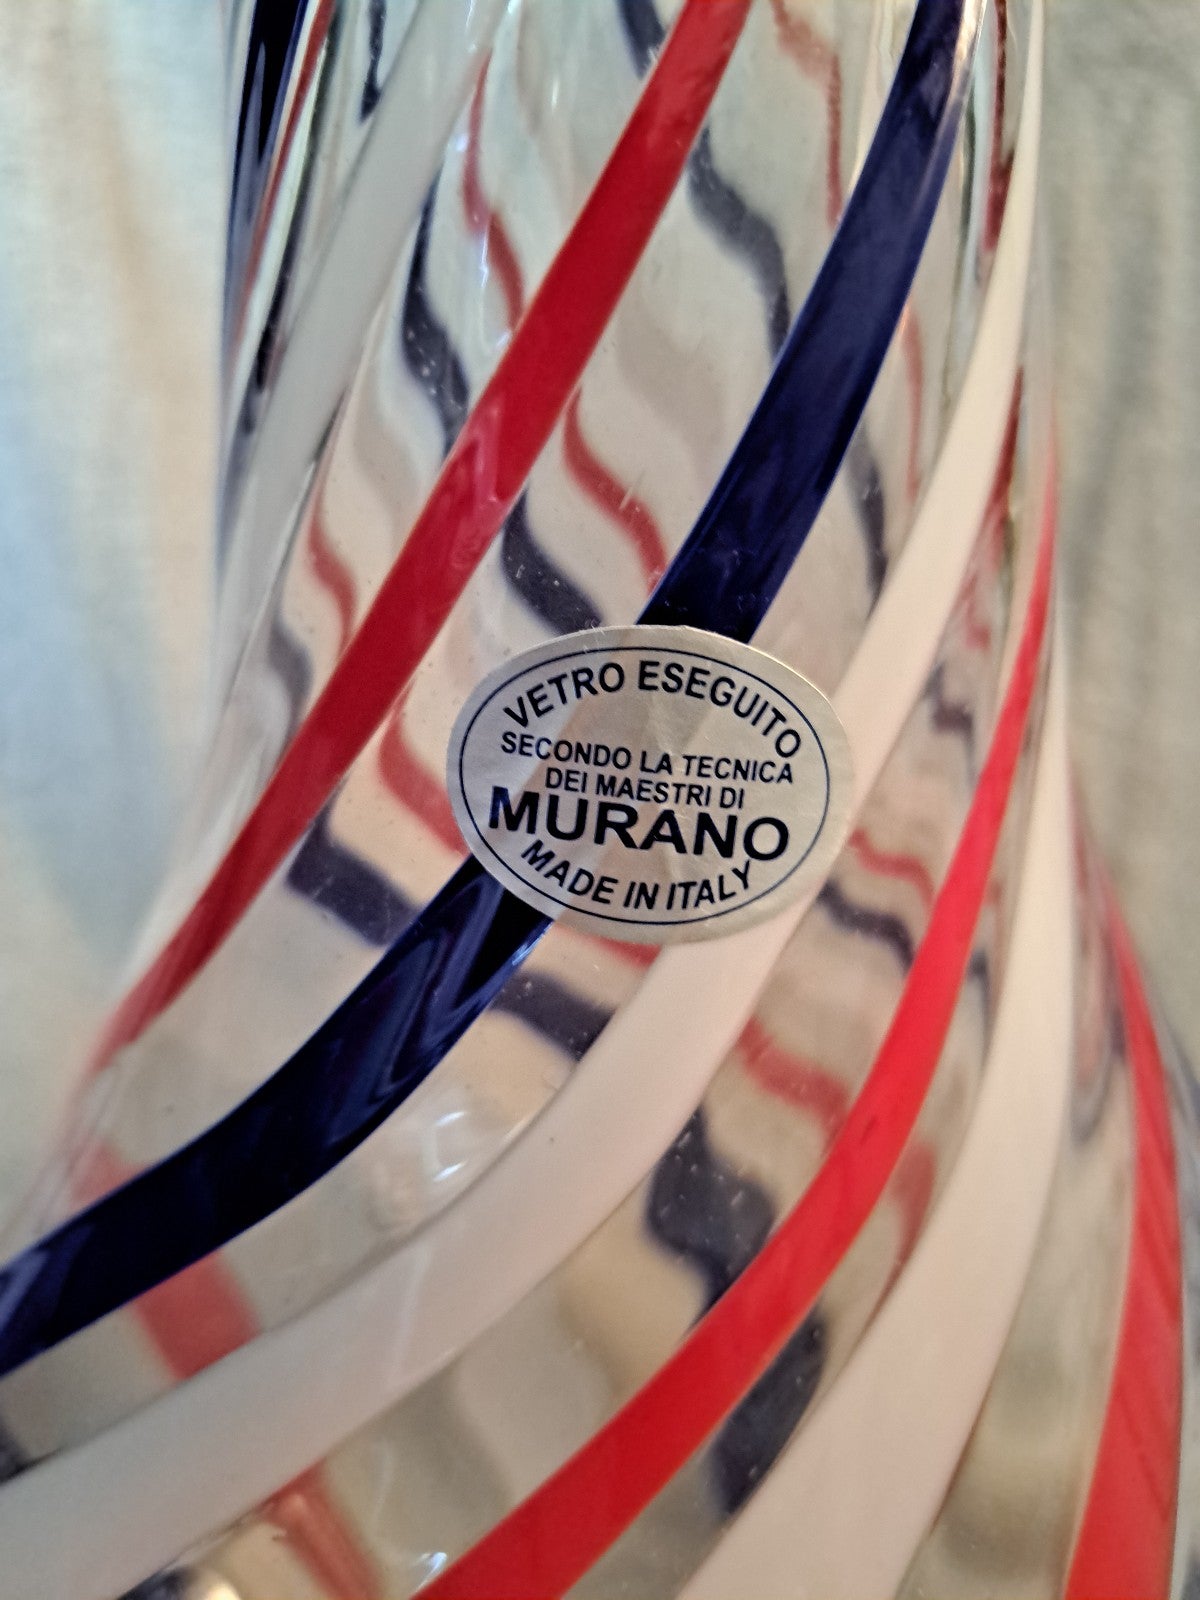 VETRO ESEGUITO
SECONDO LA TECNICA
DEI MAESTRI DI
MURANO
MADE IN ITALY